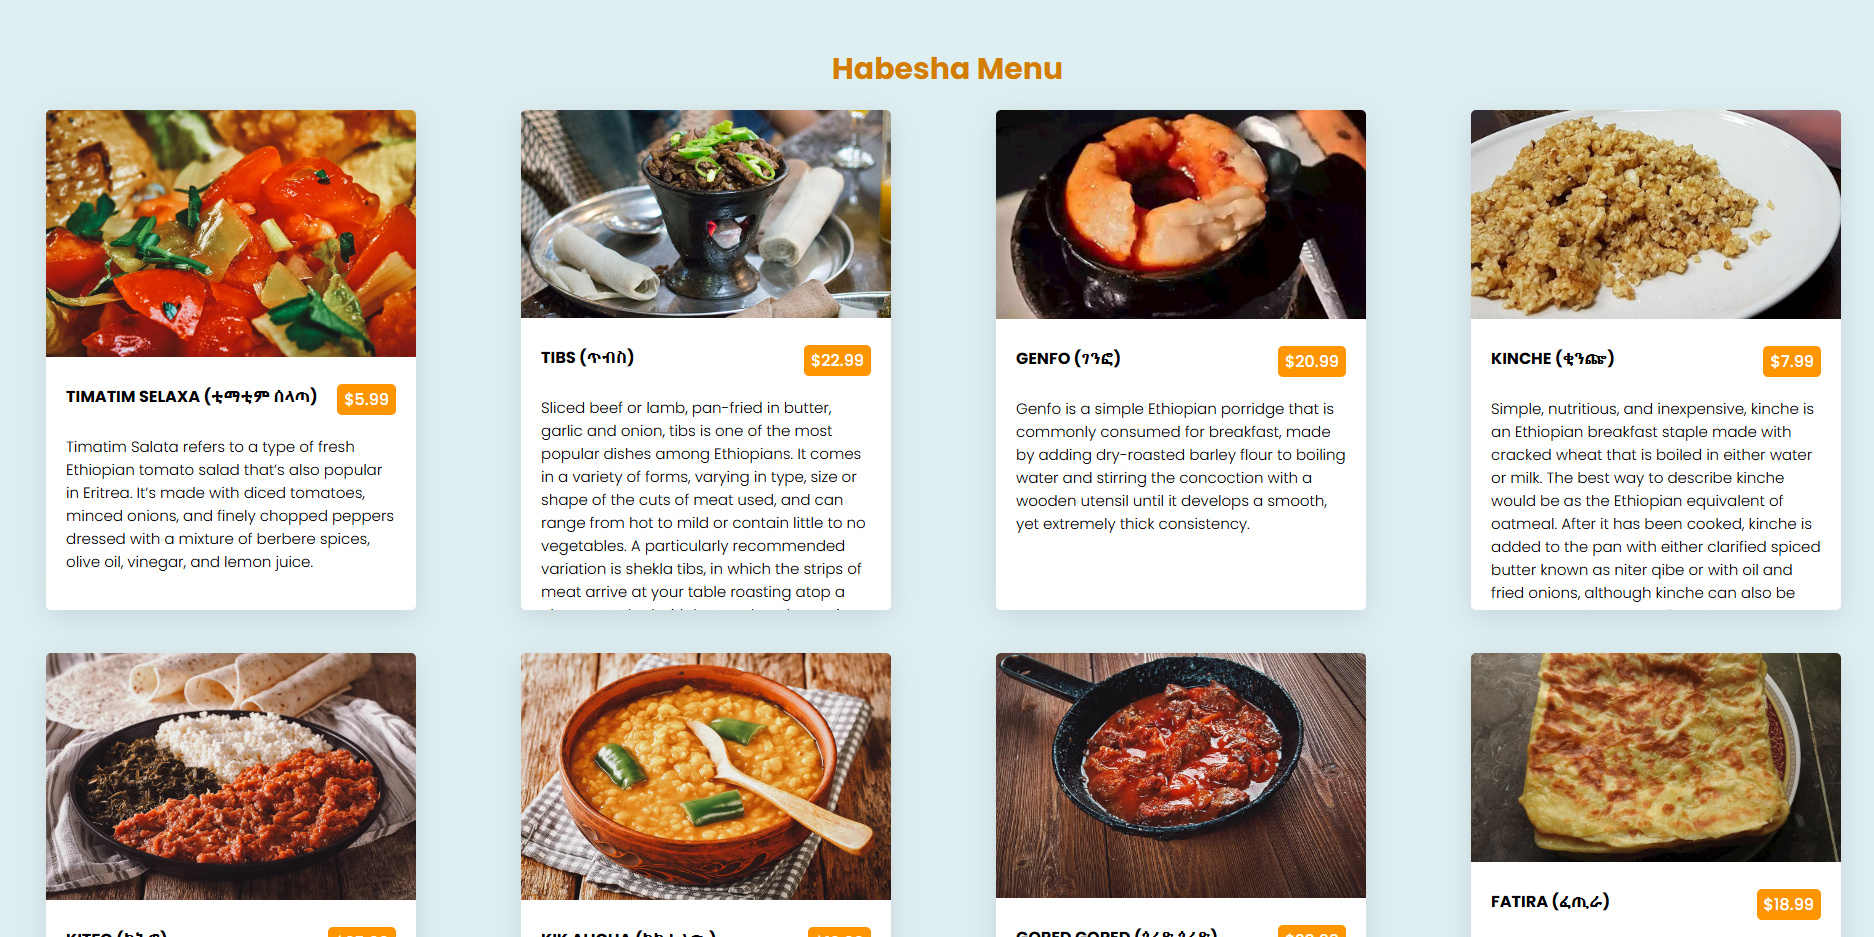 Habesha Menu
TIMATIM SELAXA (ቲማቲም ሰላጣ) $5.99
Timatim Salata refers to a type of fresh
Ethiopian tomato salad that's also popular
in Eritrea. It's made with diced tomatoes,
minced onions, and finely chopped peppers
dressed with a mixture of berbere spices,
olive oil, vinegar, and lemon juice.
TIBS (ጥብስ) $22.99
Sliced beef or lamb, pan-fried in butter,
garlic and onion, tibs is one of the most
popular dishes among Ethiopians. It comes
in a variety of forms, varying in type, size or
shape of the cuts of meat used, and can
range from hot to mild or contain little to no
vegetables. A particularly recommended
variation is shekla tibs, in which the strips of
meat arrive at your table roasting atop a
GENFO (ገንፎ) $20.99
Genfo is a simple Ethiopian porridge that is
commonly consumed for breakfast, made
by adding dry-roasted barley flour to boiling
water and stirring the concoction with a
wooden utensil until it develops a smooth,
yet extremely thick consistency.
KINCHE (ቂንጬ) $7.99
Simple, nutritious, and inexpensive, kinche is
an Ethiopian breakfast staple made with
cracked wheat that is boiled in either water
or milk. The best way to describe kinche
would be as the Ethiopian equivalent of
oatmeal. After it has been cooked, kinche is
added to the pan with either clarified spiced
butter known as niter qibe or with oil and
fried onions, although kinche can also be
FATIRA (ፈጢራ) $18.99